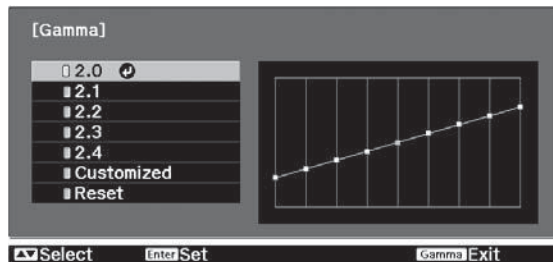 [Gamma]
2.0
2.1
2.2
2.3
2.4
Customized
Reset
Select Enter Set Gamma Exit